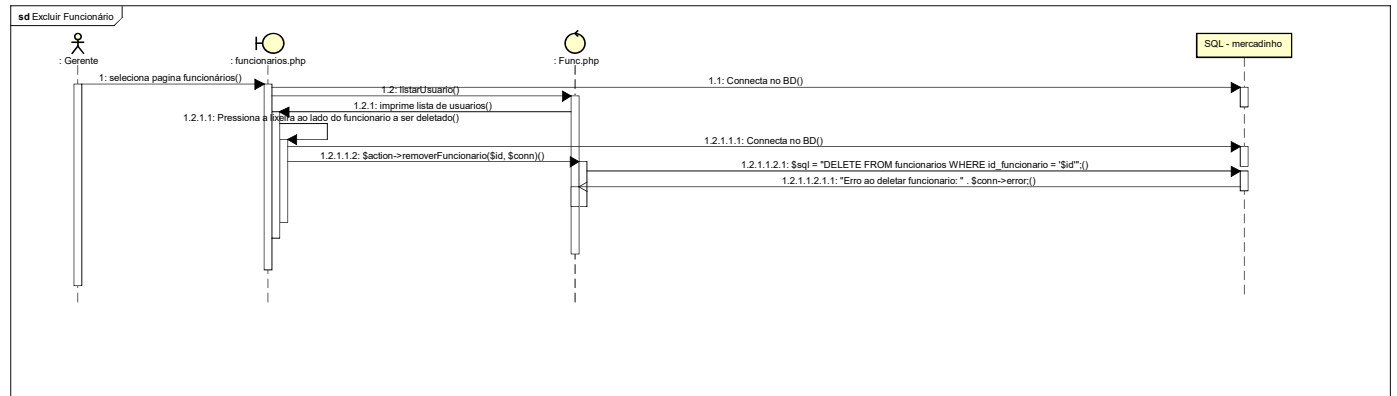 sd Excluir Funcionário
: Gerente
: funcionarios.php
: Func.php
SQL - mercadinho
1: seleciona pagina funcionários()
1.1: Connecta no BD()
1.2: listarUsuario()
1.2.1: imprime lista de usuarios()
1.2.1.1: Pressiona a lixeira ao lado do funcionario a ser deletado()
1.2.1.1.1: Connecta no BD()
1.2.1.1.2: $action->removerFuncionario($id, $conn)()
1.2.1.1.2.1: $sql = "DELETE FROM funcionarios WHERE id_funcionario = '$id'";()
1.2.1.1.2.1.1: "Erro ao deletar funcionario: " . $conn->error;()